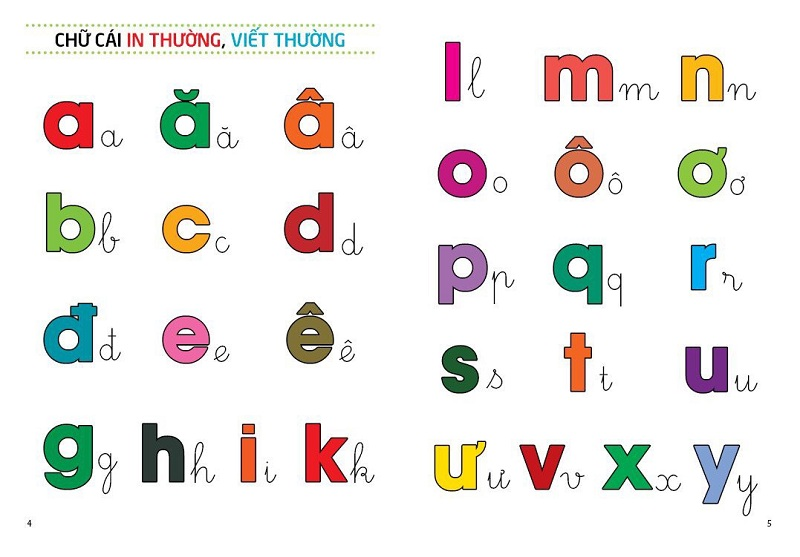 CHỮ CÁI IN THƯỜNG, VIẾT THƯỜNG
a a ă ă â â
b b c c d d
đ đ e e ê ê
g g h h i i k k
4
l l m m n n
o o ô ô ơ ơ
p p q q r r
s s t t u u
ư ư v v x x y y
5